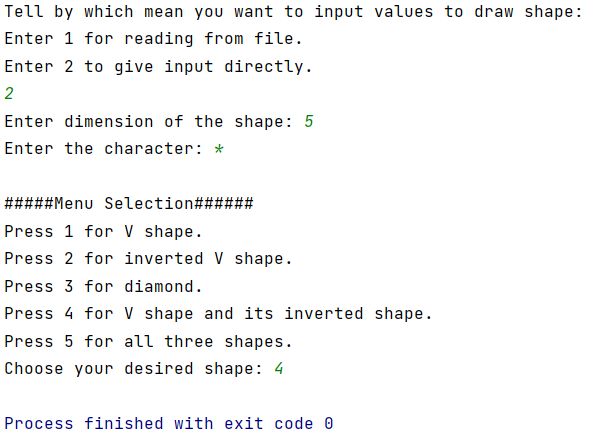 Tell by which mean you want to input values to draw shape:
Enter 1 for reading from file.
Enter 2 to give input directly.
2
Enter dimension of the shape: 5
Enter the character: *
#####Menu Selection######
Press 1 for V shape.
Press 2 for inverted V shape.
Press 3 for diamond.
Press 4 for V shape and its inverted shape.
Press 5 for all three shapes.
Choose your desired shape: 4
Process finished with exit code 0